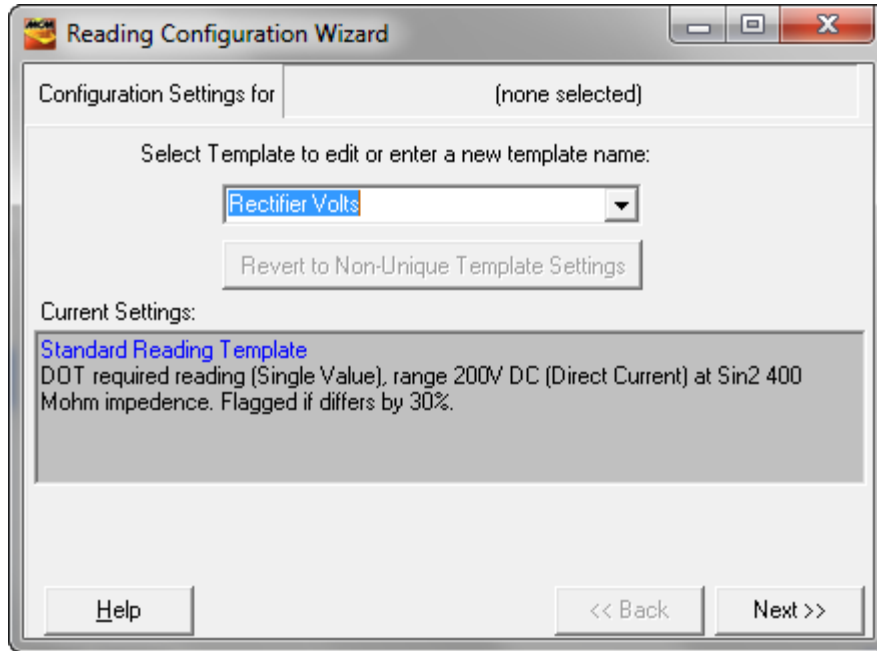 MCM
Reading Configuration Wizard
Configuration Settings for (none selected)
Select Template to edit or enter a new template name:
Rectifier Volts
Revert to Non-Unique Template Settings
Current Settings:
Standard Reading Template
DOT required reading (Single Value), range 200V DC (Direct Current) at Sin2 400
Mohm impedence. Flagged if differs by 30%.
Help << Back Next >>